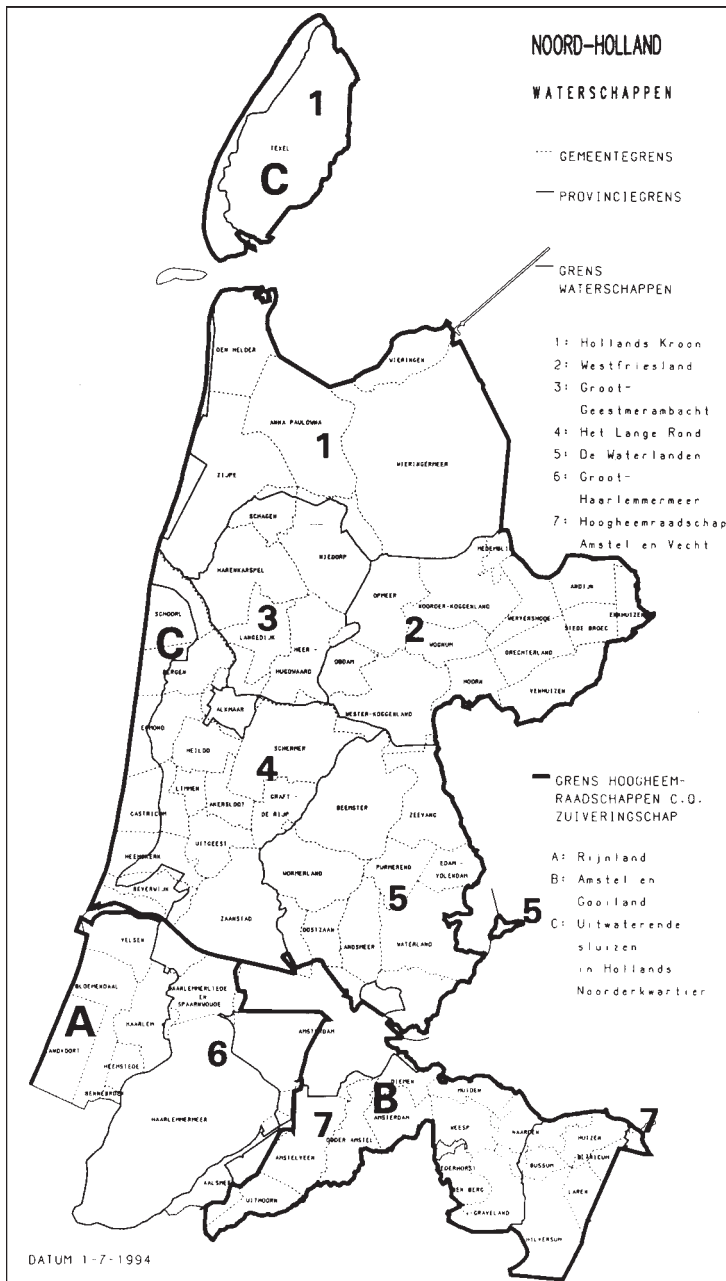 NOORD-HOLLAND
WATERSCHAPPEN
GEMEENTEGRENS
PROVINCIEGRENS
GRENS
WATERSCHAPPEN
1: Hollands Kroon
2: Westfriesland
3: Groot-
Geestmerambacht
4: Het Lange Rond
5: De Waterlanden
6: Groot-
Haarlemmermeer
7: Hoogheemraadschap
Amstel en Vecht
GRENS HOOGHEEM-
RAADSCHAPPEN C.Q.
ZUIVERINGSCHAP
A: Rijnland
B: Amstel en
Gooiland
C: Uitwaterende
sluizen
in Hollands
Noorderkwartier
1
TEXEL
C
DEN HELDER
WIERINGEN
ANNA PAULOWNA
1
ZIJPE
WIERINGERMEER
SCHAGEN
NIEDORP
HARENKARSPEL
MEDEMBLIK
OPMEER
NOORDER-KOGGENLAND
ANDIJK
WERVERSHOOF
ENKHUIZEN
STEDE BROEC
SCHOORL
C
3
LANGEDIJK
HEER
HUGOWAARD
2
WOGNUM
OBDAM
DRECHTERLAND
BERGEN
HOORN
VENHUIZEN
ALKMAAR
WESTER-KOGGENLAND
EGMOND
HEILOO
SCHERMER
4
LIMMEN
AKERSLOOT
GRAFT
DE RIJP
BEEMSTER
ZEEVANG
CASTRICUM
UITGEEST
HEEMSKERK
BEVERWIJK
WORMERLAND
PURMEREND
EDAM
VOLENDAM
5
5
ZAANSTAD
OOSTZAAN
LANDSMEER
WATERLAND
VELSEN
BLOEMENDAAL
HAARLEMMERLIEDE
EN
SPAARNWOUDE
A
HAARLEM
AMSTERDAM
6
ZANDVOORT
HEEMSTEDE
BENNEBROEK
B
DIEMEN
AMSTERDAM
MUIDEN
HAARLEMMERMEER
7
OUDER AMSTEL
WEESP
NAARDEN
7
HUIZEN
BLARICUM
AMSTELVEEN
NEDERHORST
DEN BERG
BUSSUM
LAREN
AALSMEER
UITHOORN
'S-GRAVELAND
HILVERSUM
DATUM 1-7-1994